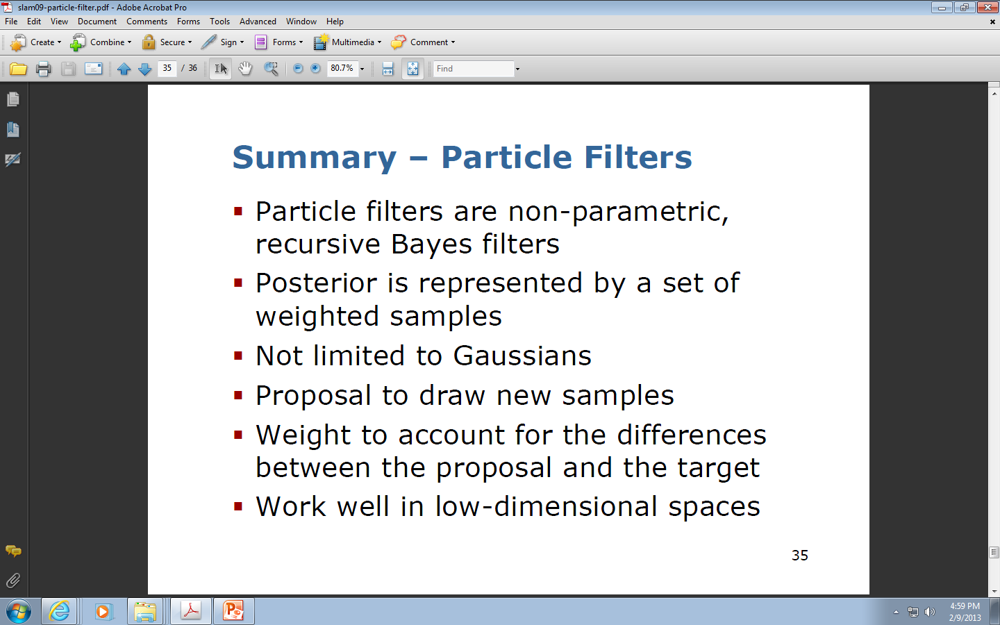 slam09-particle-filter.pdf - Adobe Acrobat Pro
File Edit View Document Comments Forms Tools Advanced Window Help
Create Combine Secure Sign Forms Multimedia Comment
35 / 36 80.7% Find
Summary – Particle Filters
Particle filters are non-parametric,
recursive Bayes filters
Posterior is represented by a set of
weighted samples
Not limited to Gaussians
Proposal to draw new samples
Weight to account for the differences
between the proposal and the target
Work well in low-dimensional spaces
35
4:59 PM
2/9/2013